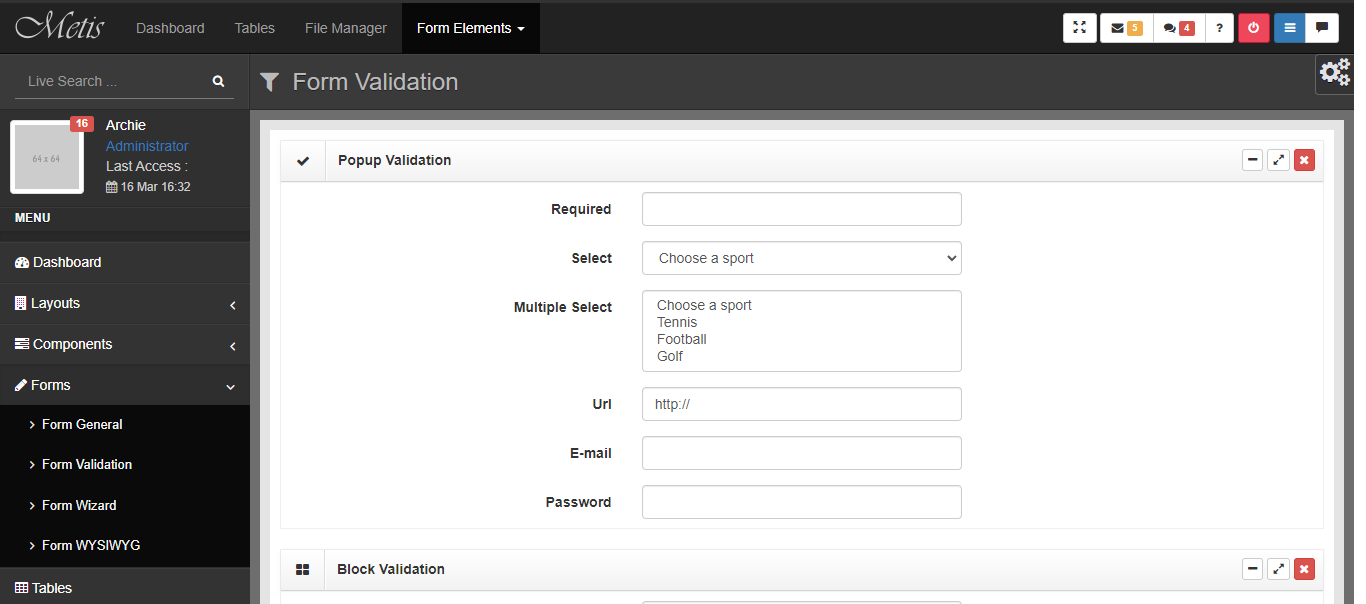 Metis
Dashboard
Tables
File Manager
Form Elements
5
4
?
Live Search ...
Form Validation
16
64 x 64
Archie
Administrator
Last Access :
16 Mar 16:32
MENU
Dashboard
Layouts
Components
Forms
Form General
Form Validation
Form Wizard
Form WYSIWYG
Tables
Popup Validation
Required
Select
Choose a sport
Multiple Select
Choose a sport
Tennis
Football
Golf
Url
http://
E-mail
Password
Block Validation